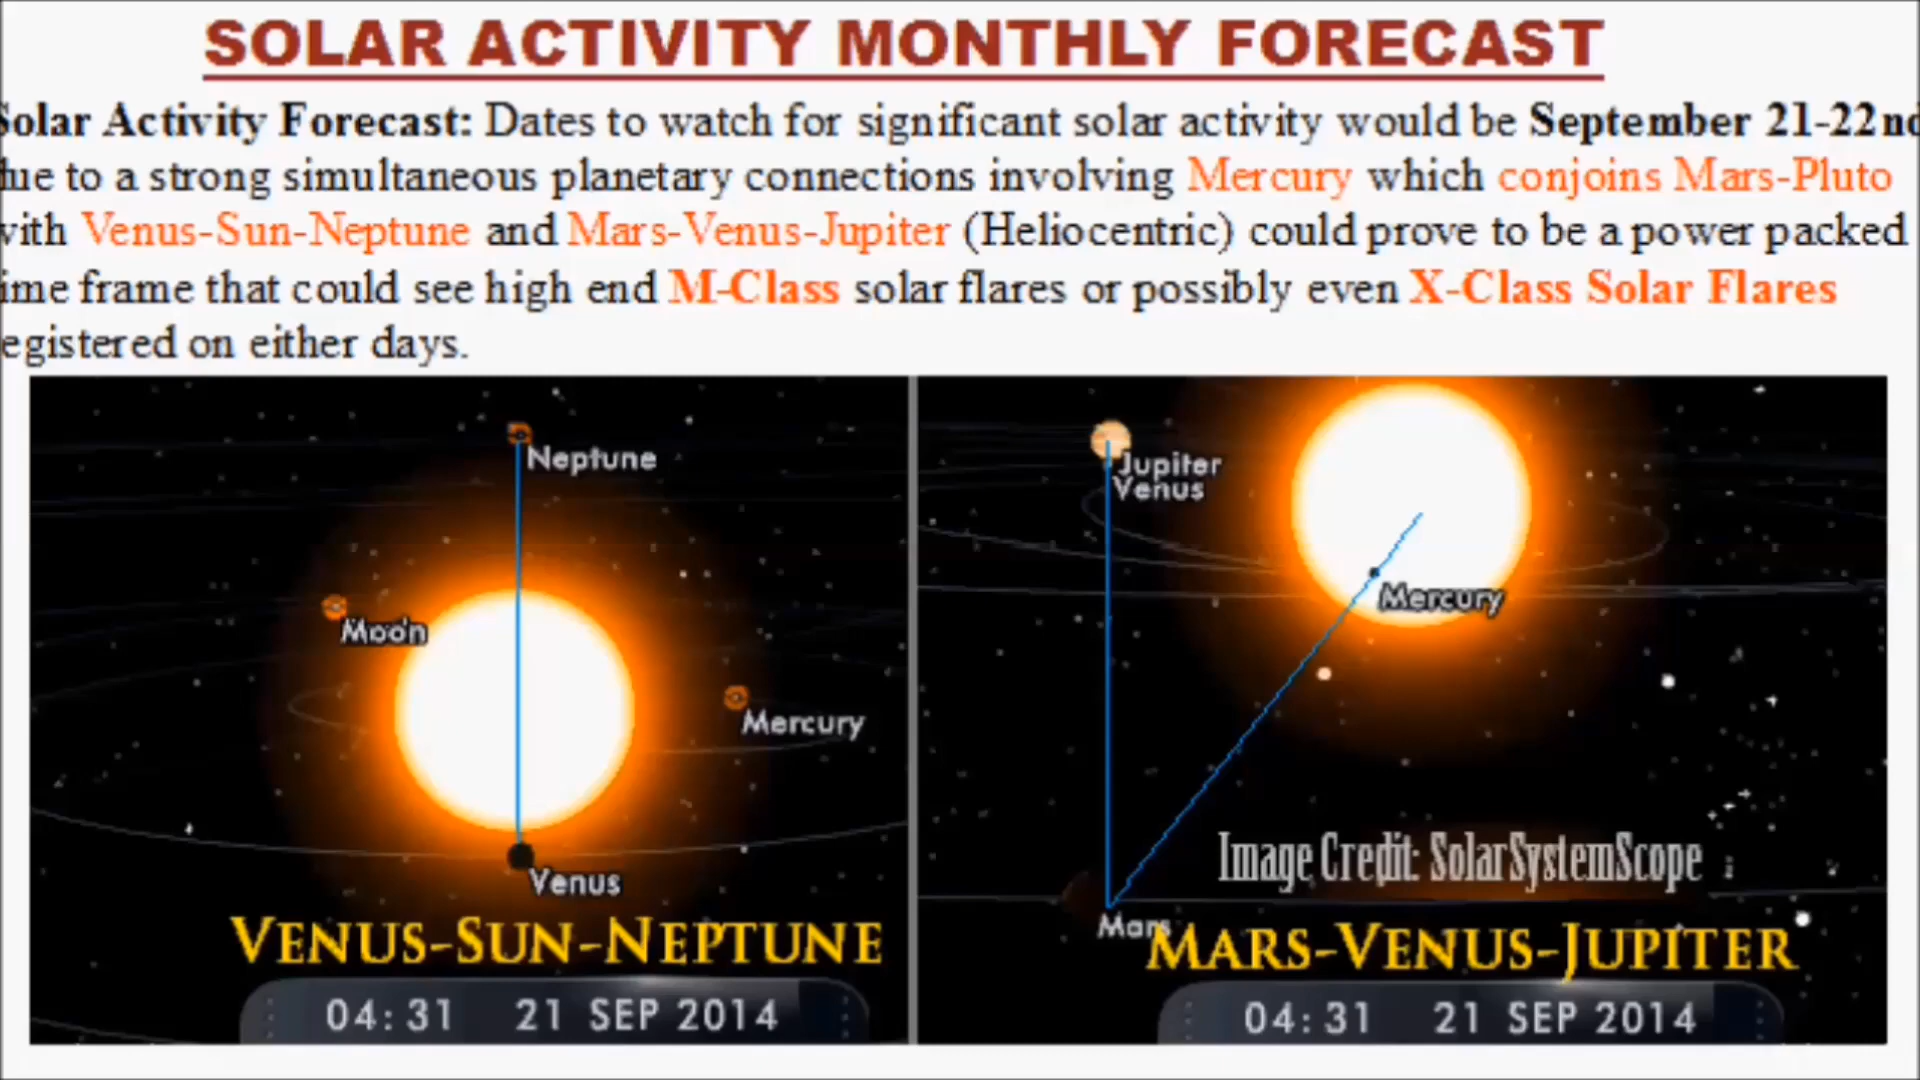 SOLAR ACTIVITY MONTHLY FORECAST
Solar Activity Forecast: Dates to watch for significant solar activity would be September 21-22nd
due to a strong simultaneous planetary connections involving Mercury which conjoins Mars-Pluto
with Venus-Sun-Neptune and Mars-Venus-Jupiter (Heliocentric) could prove to be a power packed
ime frame that could see high end M-Class solar flares or possibly even X-Class Solar Flares
egistered on either days.
Neptune
Moon
Mercury
Venus
VENUS-SUN-NEPTUNE
04:31 21 SEP 2014
Jupiter
Venus
Mercury
Image Credit: SolarSystemScope
Mars
MARS-VENUS-JUPITER
04:31 21 SEP 2014